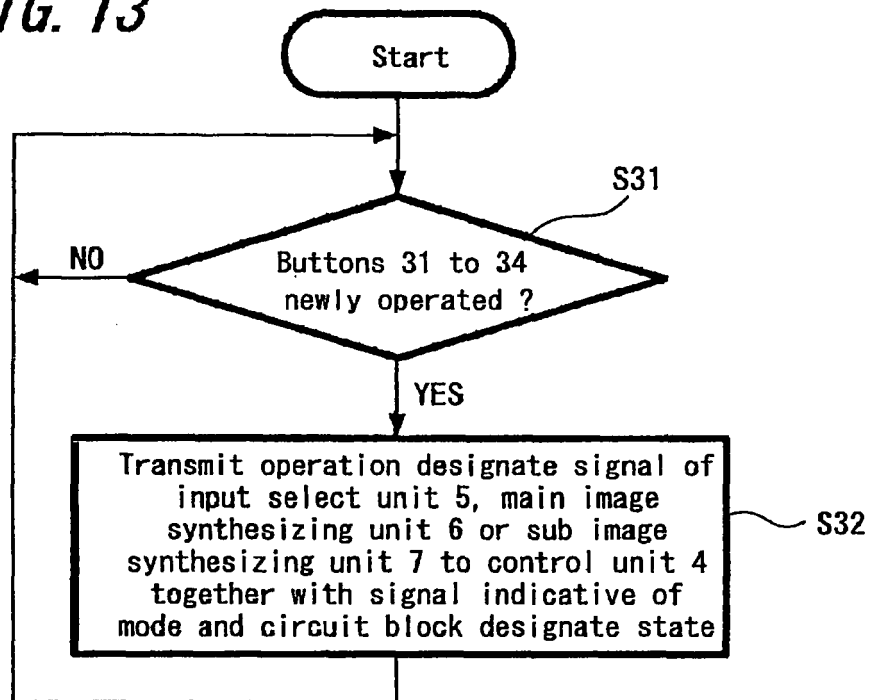 FIG. 13
Start
S31
NO
Buttons 31 to 34
newly operated ?
YES
Transmit operation designate signal of
input select unit 5, main image
synthesizing unit 6 or sub image
synthesizing unit 7 to control unit 4
together with signal indicative of
mode and circuit block designate state
S32